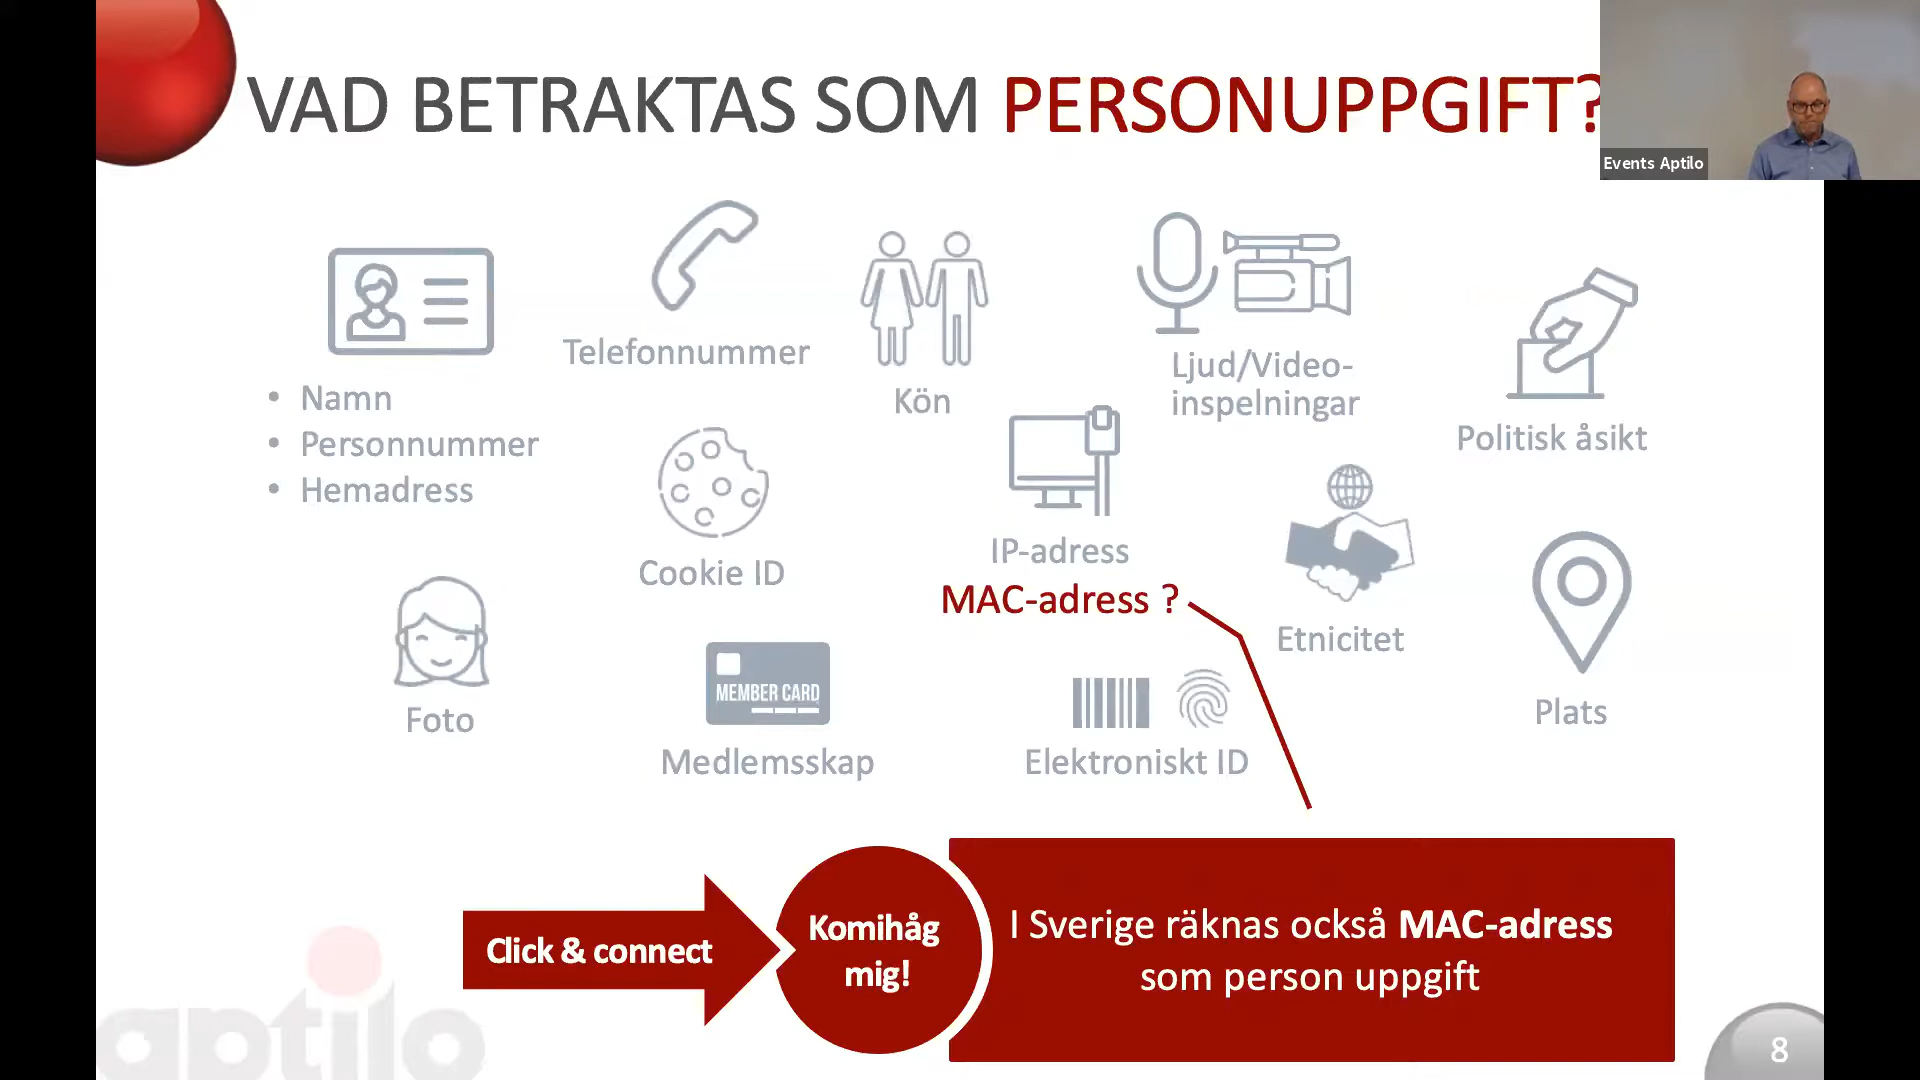 VAD BETRAKTAS SOM PERSONUPPGIFT?
Events Aptilo
Telefonnummer
Kön
Ljud/Video-
inspelningar
Politisk åsikt
• Namn
• Personnummer
• Hemadress
Cookie ID
IP-adress
MAC-adress ?
Etnicitet
Plats
Foto
MEMBER CARD
Medlemsskap
Elektroniskt ID
Click & connect
Komihåg
mig!
I Sverige räknas också MAC-adress
som person uppgift
aptilo
8